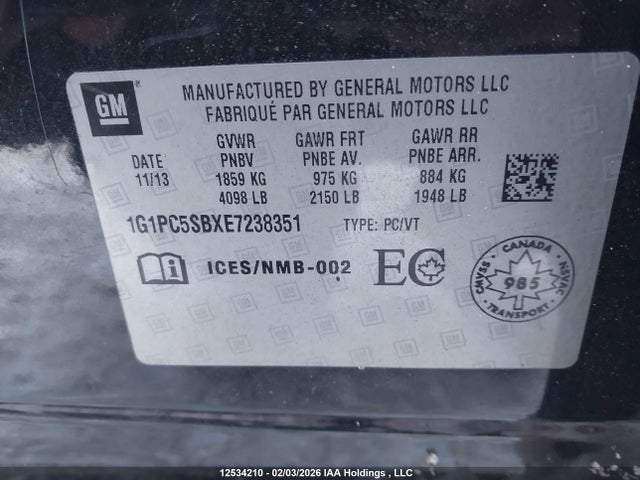 GM
MANUFACTURED BY GENERAL MOTORS LLC
FABRIQUÉ PAR GENERAL MOTORS LLC
DATE
11/13
GVWR
PNBV
1859 KG
4098 LB
GAWR FRT
PNBE AV.
975 KG
2150 LB
GAWR RR
PNBE ARR.
884 KG
1948 LB
1G1PC5SBXE7238351 TYPE: PC/VT
ICES/NMB-002
EC
CANADA
CMVSS
NSVAC
985
TRANSPORT
12534210 - 02/03/2026 IAA Holdings , LLC